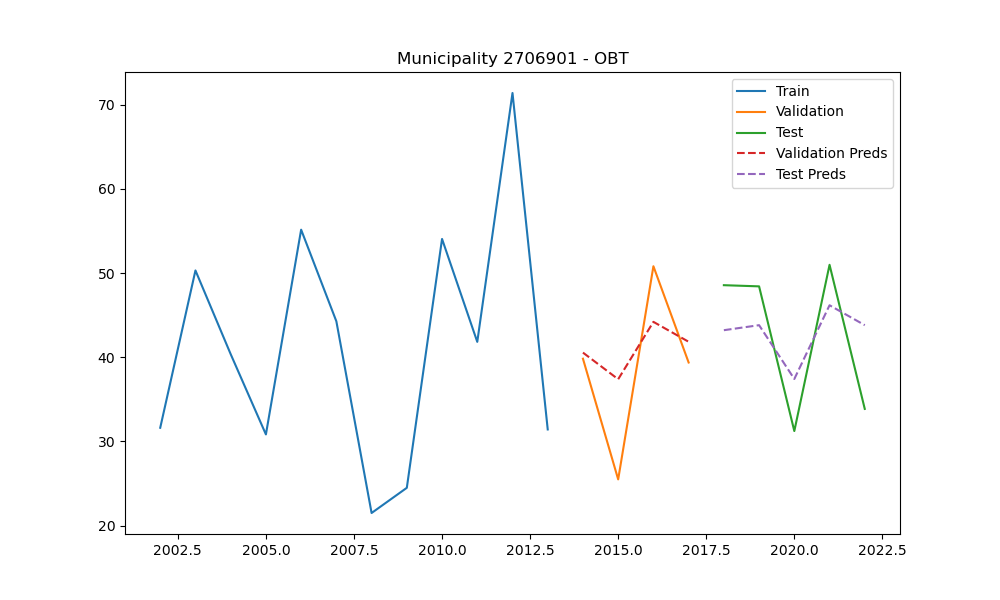 Municipality 2706901 - OBT
Train
Validation
Test
Validation Preds
Test Preds
70
60
50
40
30
20
2002.5 2005.0 2007.5 2010.0 2012.5 2015.0 2017.5 2020.0 2022.5